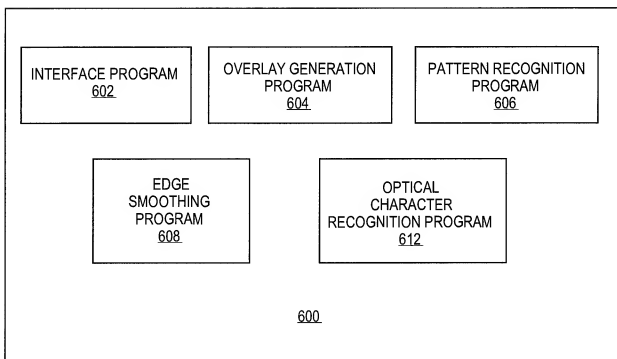 INTERFACE PROGRAM
602
OVERLAY GENERATION
PROGRAM
604
PATTERN RECOGNITION
PROGRAM
606
EDGE
SMOOTHING
PROGRAM
608
OPTICAL
CHARACTER
RECOGNITION PROGRAM
612
600